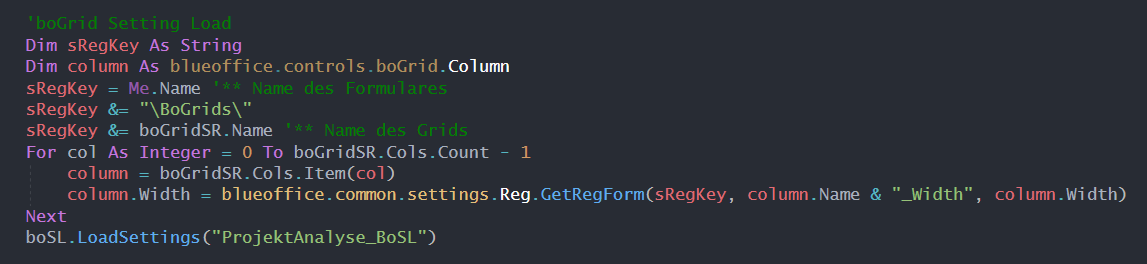 'boGrid Setting Load
Dim sRegKey As String
Dim column As blueoffice.controls.boGrid.Column
sRegKey = Me.Name '** Name des Formulares
sRegKey &= "\BoGrids\"
sRegKey &= boGridSR.Name '** Name des Grids
For col As Integer = 0 To boGridSR.Cols.Count - 1
    column = boGridSR.Cols.Item(col)
    column.Width = blueoffice.common.settings.Reg.GetRegForm(sRegKey, column.Name & "_Width", column.Width)
Next
boSL.LoadSettings("ProjektAnalyse_BoSL")